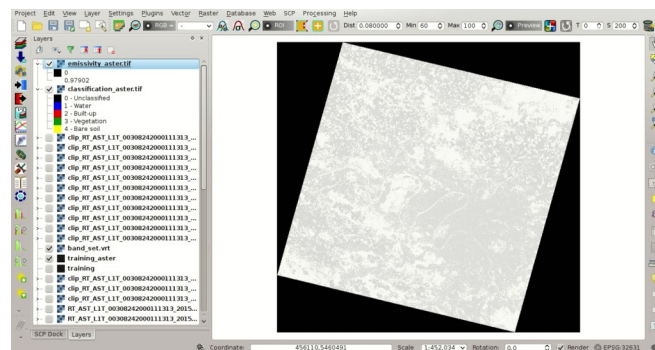 Project Edit View Layer Settings Plugins Vector Raster Database Web SCP Processing Help
RGB = - ROI Dist 0.080000 Min 60 Max 100 Preview T 0 S 200
Layers
emissivity_aster.tif
0
0.97902
classification_aster.tif
0 - Unclassified
1 - Water
2 - Built-up
3 - Vegetation
4 - Bare soil
clip_RT_AST_L1T_00308242000111313_...
clip_RT_AST_L1T_00308242000111313_...
clip_RT_AST_L1T_00308242000111313_...
clip_RT_AST_L1T_00308242000111313_...
clip_RT_AST_L1T_00308242000111313_...
clip_RT_AST_L1T_00308242000111313_...
clip_RT_AST_L1T_00308242000111313_...
clip_RT_AST_L1T_00308242000111313_...
clip_RT_AST_L1T_00308242000111313_...
band_set.vrt
training_aster
training
clip_RT_AST_L1T_00308242000111313_...
clip_RT_AST_L1T_00308242000111313_...
clip_RT_AST_L1T_00308242000111313_...
RT_AST_L1T_00308242000111313_2015...
RT_AST_L1T_00308242000111313_2015...
SCP Dock Layers
Coordinate: 456110,5460491 Scale 1:452,034 Rotation: 0.0 Render EPSG:32631